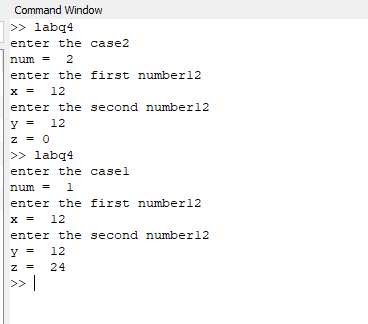 Command Window
>> labq4
enter the case2
num =  2
enter the first number12
x =  12
enter the second number12
y =  12
z = 0
>> labq4
enter the case1
num =  1
enter the first number12
x =  12
enter the second number12
y =  12
z =  24
>>